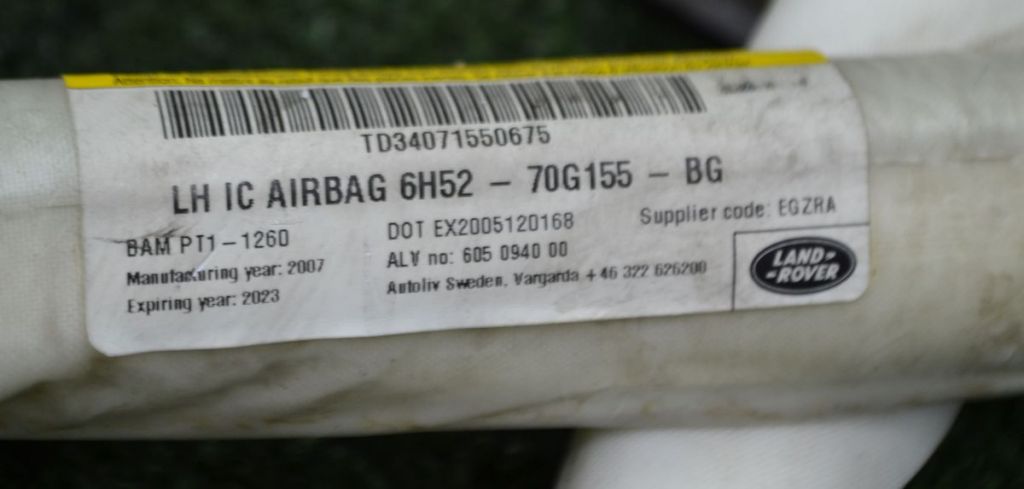 TD34071550675
LH IC AIRBAG 6H52 - 70G155 - BG
BAM PT1-1260
Manufacturing year: 2007
Expiring year: 2023
DOT EX2005120168
ALV no: 605 0940 00
Autoliv Sweden, Vargarda +46 322 626200
Supplier code: EGZRA
LAND-
-ROVER